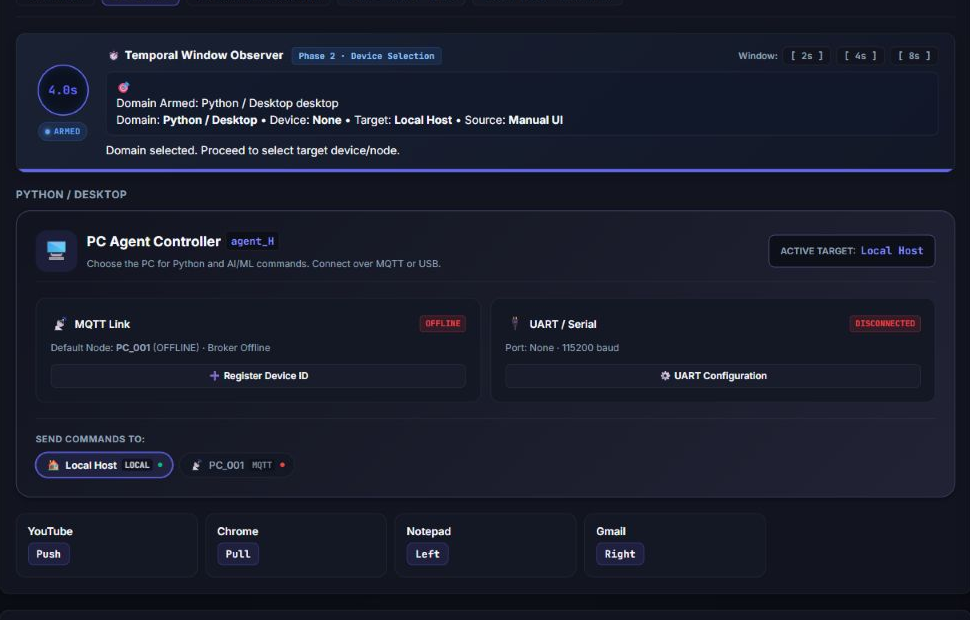 Temporal Window Observer
Phase 2 · Device Selection
Window: [ 2s ] [ 4s ] [ 8s ]
4.0s
ARMED
Domain Armed: Python / Desktop desktop
Domain: Python / Desktop • Device: None • Target: Local Host • Source: Manual UI
Domain selected. Proceed to select target device/node.
PYTHON / DESKTOP
PC Agent Controller agent_H
Choose the PC for Python and AI/ML commands. Connect over MQTT or USB.
ACTIVE TARGET: Local Host
MQTT Link
OFFLINE
Default Node: PC_001 (OFFLINE) · Broker Offline
Register Device ID
UART / Serial
DISCONNECTED
Port: None · 115200 baud
UART Configuration
SEND COMMANDS TO:
Local Host LOCAL
PC_001 MQTT
YouTube
Push
Chrome
Pull
Notepad
Left
Gmail
Right